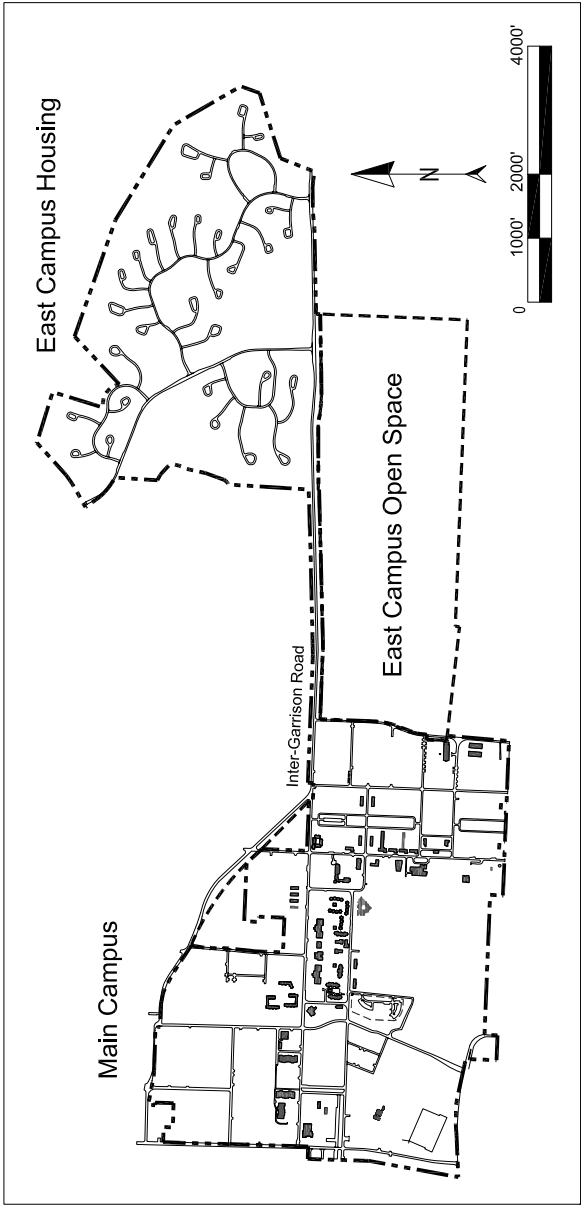 Main Campus
Inter-Garrison Road
East Campus Open Space
East Campus Housing
N
0
1000'
2000'
4000'